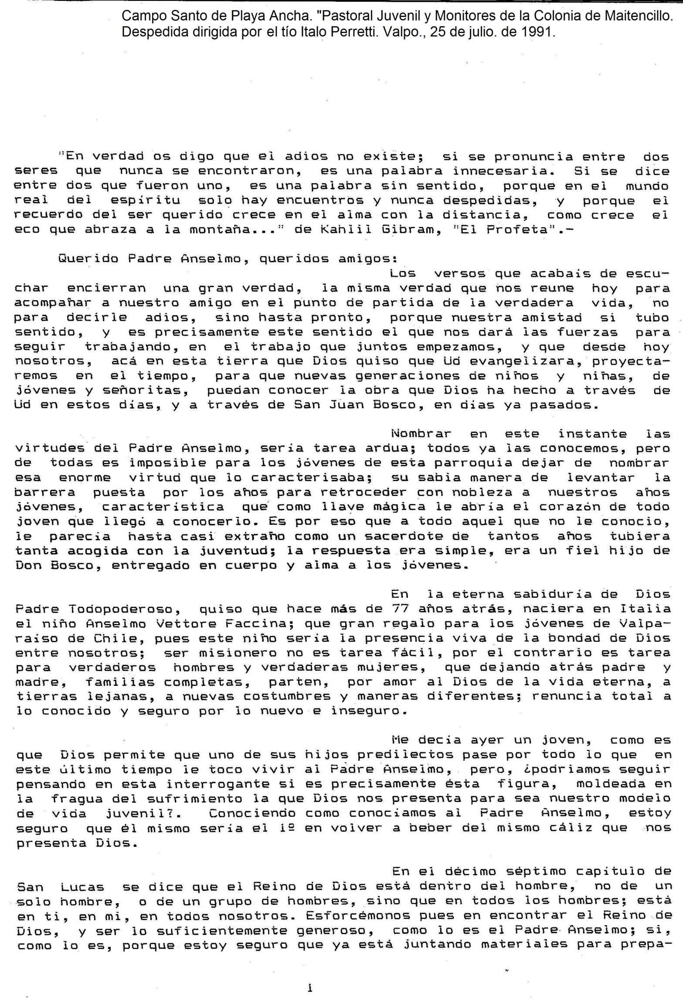 Campo Santo de Playa Ancha. "Pastoral Juvenil y Monitores de la Colonia de Maitencillo.
Despedida dirigida por el tío Italo Perretti. Valpo., 25 de julio. de 1991.
"En verdad os digo que el adios no existe; si se pronuncia entre dos
seres que nunca se encontraron, es una palabra innecesaria. Si se dice
entre dos que fueron uno, es una palabra sin sentido, porque en el mundo
real del espíritu solo hay encuentros y nunca despedidas, y porque el
recuerdo del ser querido crece en el alma con la distancia, como crece el
eco que abraza a la montaña..." de Kahlil Gibram, "El Profeta".-
Querido Padre Anselmo, queridos amigos:
Los versos que acabais de escu-
char encierran una gran verdad, la misma verdad que nos reune hoy para
acompañar a nuestro amigo en el punto de partida de la verdadera vida, no
para decirle adios, sino hasta pronto, porque nuestra amistad si tubo
sentido, y es precisamente este sentido el que nos dará las fuerzas para
seguir trabajando, en el trabajo que juntos empezamos, y que desde hoy
nosotros, acá en esta tierra que Dios quiso que Ud evangelizara, proyecta-
remos en el tiempo, para que nuevas generaciones de niños y niñas, de
jóvenes y señoritas, puedan conocer la obra que Dios ha hecho a través de
Ud en estos días, y a través de San Juan Bosco, en días ya pasados.
Nombrar en este instante las
virtudes del Padre Anselmo, sería tarea ardua; todos ya las conocemos, pero
de todas es imposible para los jóvenes de esta parroquia dejar de nombrar
esa enorme virtud que lo caracterisaba; su sabia manera de levantar la
barrera puesta por los años para retroceder con nobleza a nuestros años
jóvenes, característica que como llave mágica le abría el corazón de todo
joven que llegó a conocerlo. Es por eso que a todo aquel que no le conocio,
le parecía hasta casi extraño como un sacerdote de tantos años tubiera
tanta acogida con la juventud; la respuesta era simple, era un fiel hijo de
Don Bosco, entregado en cuerpo y alma a los jóvenes.
En la eterna sabiduría de Dios
Padre Todopoderoso, quiso que hace más de 77 años atrás, naciera en Italia
el niño Anselmo Vettore Faccina; que gran regalo para los jóvenes de Valpa-
raíso de Chile, pues este niño sería la presencia viva de la bondad de Dios
entre nosotros; ser misionero no es tarea fácil, por el contrario es tarea
para verdaderos hombres y verdaderas mujeres, que dejando atrás padre y
madre, familias completas, parten, por amor al Dios de la vida eterna, a
tierras lejanas, a nuevas costumbres y maneras diferentes; renuncia total a
lo conocido y seguro por lo nuevo e inseguro.
Me decía ayer un joven, como es
que Dios permite que uno de sus hijos predilectos pase por todo lo que en
este último tiempo le toco vivir al Padre Anselmo, pero, ¿podriamos seguir
pensando en esta interrogante si es precisamente ésta figura, moldeada en
la fragua del sufrimiento la que Dios nos presenta para sea nuestro modelo
de vida juvenil?. Conociendo como conocíamos al Padre Anselmo, estoy
seguro que él mismo sería el 1º en volver a beber del mismo cáliz que nos
presenta Dios.
En el décimo séptimo capítulo de
San Lucas se dice que el Reino de Dios está dentro del hombre, no de un
solo hombre, o de un grupo de hombres, sino que en todos los hombres; está
en ti, en mi, en todos nosotros. Esforcémonos pues en encontrar el Reino de
Dios, y ser lo suficientemente generoso, como lo es el Padre Anselmo; si,
como lo es, porque estoy seguro que ya está juntando materiales para prepa-
1